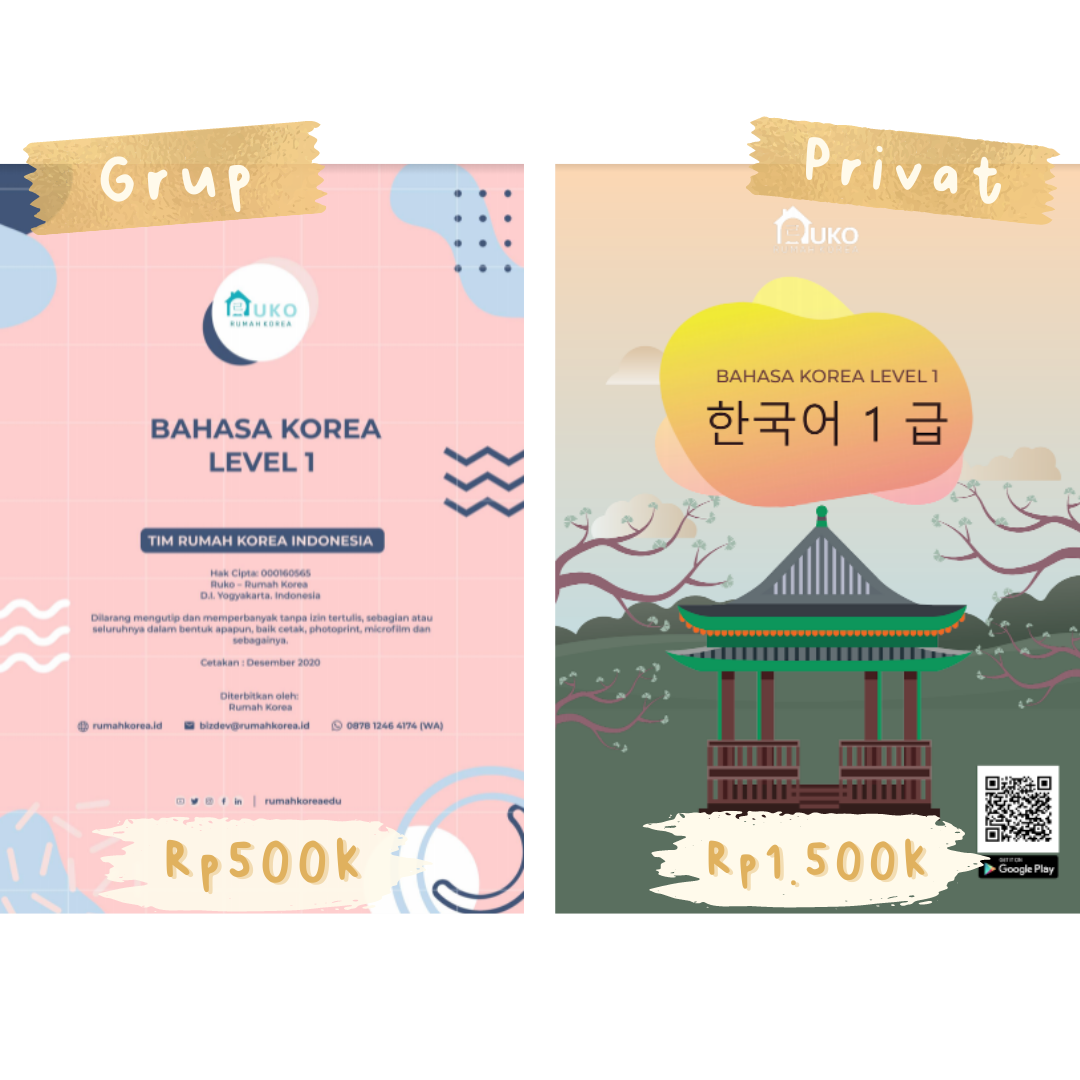 Grup
UKO
RUMAH KOREA
BAHASA KOREA
LEVEL 1
TIM RUMAH KOREA INDONESIA
Hak Cipta: 000160565
Ruko – Rumah Korea
D.I. Yogyakarta. Indonesia
Dilarang mengutip dan memperbanyak tanpa izin tertulis, sebagian atau
seluruhnya dalam bentuk apapun, baik cetak, photoprint, microfilm dan
sebagainya.
Cetakan : Desember 2020
Diterbitkan oleh:
Rumah Korea
rumahkorea.id bizdev@rumahkorea.id 0878 1246 4174 (WA)
rumahkoreaedu
Rp500k
Privat
UKO
BAHASA KOREA LEVEL 1
한국어 1 급
GET IT ON
Google Play
Rp1.500k